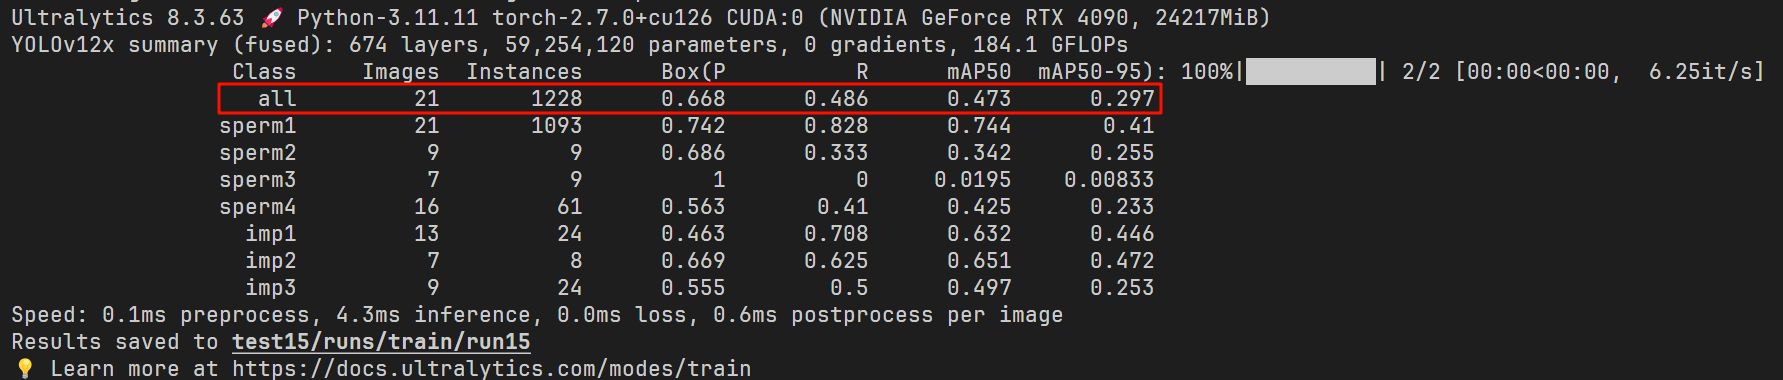 Ultralytics 8.3.63 🚀 Python-3.11.11 torch-2.7.0+cu126 CUDA:0 (NVIDIA GeForce RTX 4090, 24217MiB)
YOLOv12x summary (fused): 674 layers, 59,254,120 parameters, 0 gradients, 184.1 GFLOPs
Class Images Instances Box(P R mAP50 mAP50-95): 100%|██████████| 2/2 [00:00<00:00, 6.25it/s]
all 21 1228 0.668 0.486 0.473 0.297
sperm1 21 1093 0.742 0.828 0.744 0.41
sperm2 9 9 0.686 0.333 0.342 0.255
sperm3 7 9 1 0 0.0195 0.00833
sperm4 16 61 0.563 0.41 0.425 0.233
imp1 13 24 0.463 0.708 0.632 0.446
imp2 7 8 0.669 0.625 0.651 0.472
imp3 9 24 0.555 0.5 0.497 0.253
Speed: 0.1ms preprocess, 4.3ms inference, 0.0ms loss, 0.6ms postprocess per image
Results saved to test15/runs/train/run15
💡 Learn more at https://docs.ultralytics.com/modes/train